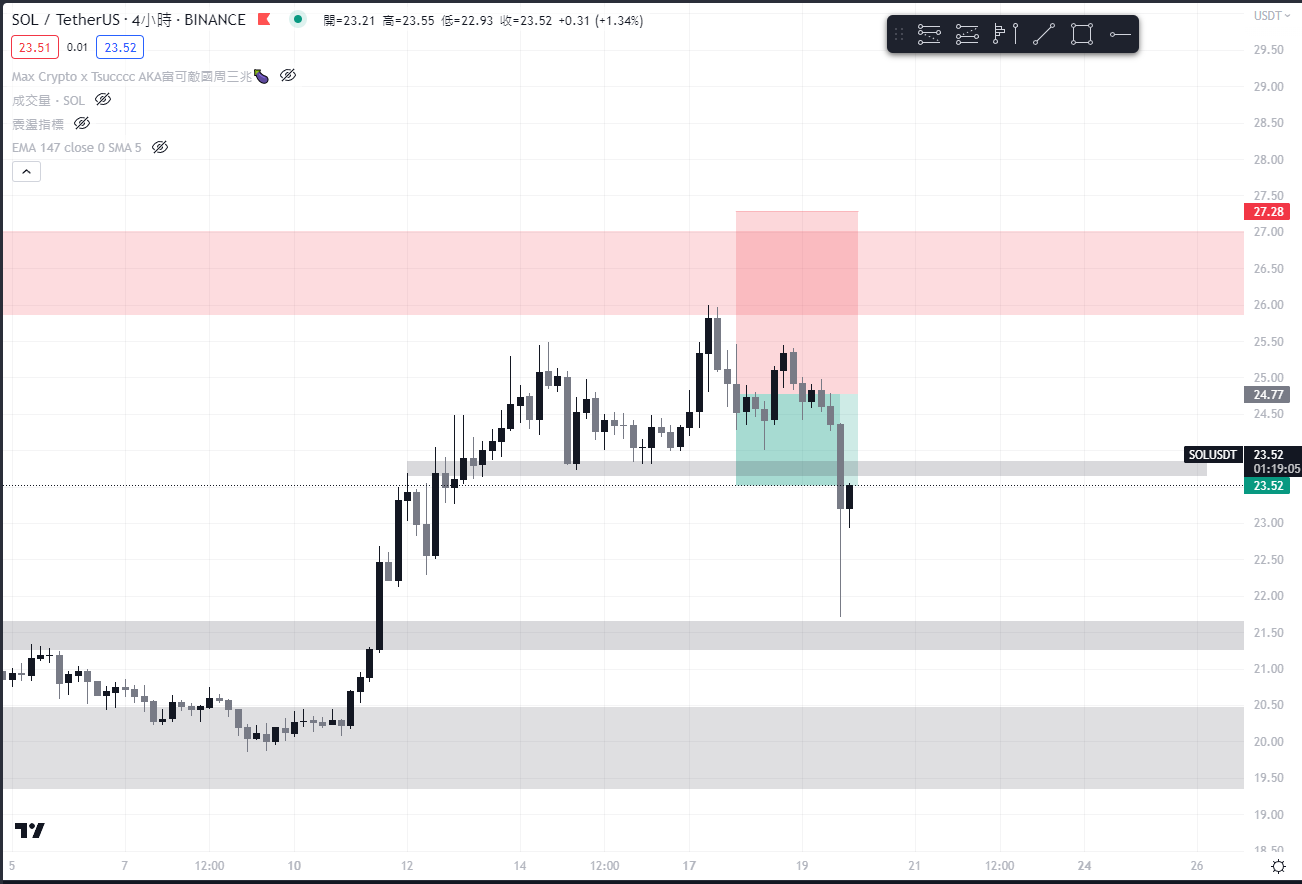 SOL / TetherUS · 4小時 · BINANCE 開=23.21 高=23.55 低=22.93 收=23.52 +0.31 (+1.34%)
23.51 0.01 23.52
Max Crypto x Tsucccc AKA富可敵國周三兆🍆
成交量 · SOL
震盪指標
EMA 147 close 0 SMA 5
USDT
29.50
29.00
28.50
28.00
27.50
27.28
27.00
26.50
26.00
25.50
25.00
24.77
24.50
SOLUSDT 23.52
01:19:05
23.52
23.00
22.50
22.00
21.50
21.00
20.50
20.00
19.50
19.00
18.50
5 7 12:00 10 12 14 12:00 17 19 21 12:00 24 26